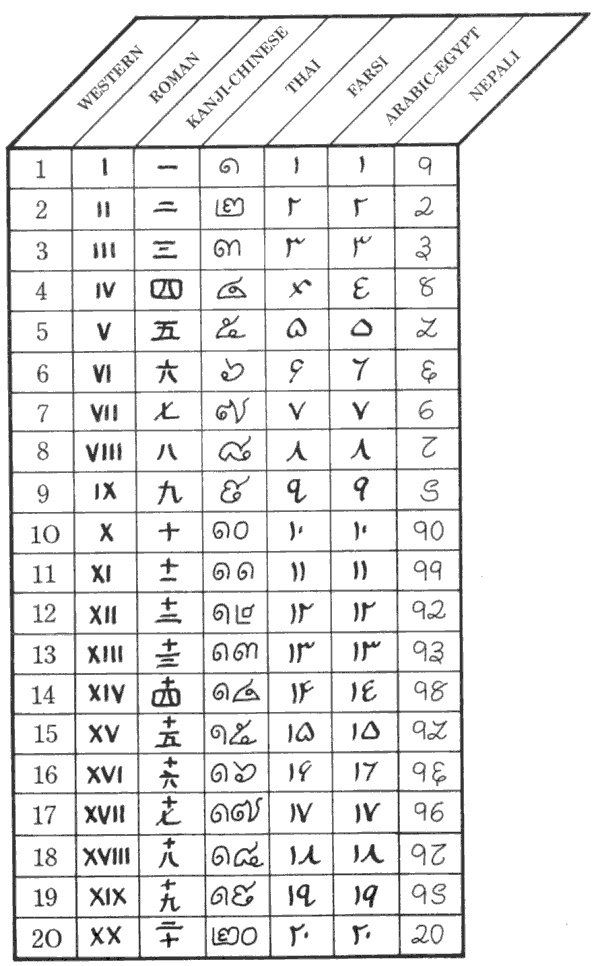 WESTERN ROMAN KANJI-CHINESE THAI FARSI ARABIC-EGYPT NEPALI
1 I 一 ๑ ۱ ١ १
2 II 二 ๒ ۲ ٢ २
3 III 三 ๓ ۳ ٣ ३
4 IV 四 ๔ ۴ ٤ ४
5 V 五 ๕ ۵ ٥ ५
6 VI 六 ๖ ۶ ٦ ६
7 VII 七 ๗ ۷ ٧ ७
8 VIII 八 ๘ ۸ ٨ ८
9 IX 九 ๙ ۹ ٩ ९
10 X 十 ๑๐ ۱۰ ١٠ १०
11 XI 十一 ๑๑ ۱۱ ١١ ११
12 XII 十二 ๑๒ ۱۲ ١٢ १२
13 XIII 十三 ๑๓ ۱۳ ١٣ १३
14 XIV 十四 ๑๔ ۱۴ ١٤ १४
15 XV 十五 ๑๕ ۱۵ ١٥ १५
16 XVI 十六 ๑๖ ۱۶ ١٦ १६
17 XVII 十七 ๑๗ ۱۷ ١٧ १७
18 XVIII 十八 ๑๘ ۱۸ ١٨ १८
19 XIX 十九 ๑๙ ۱۹ ١٩ १९
20 XX 二十 ๒๐ ۲۰ ٢٠ २०